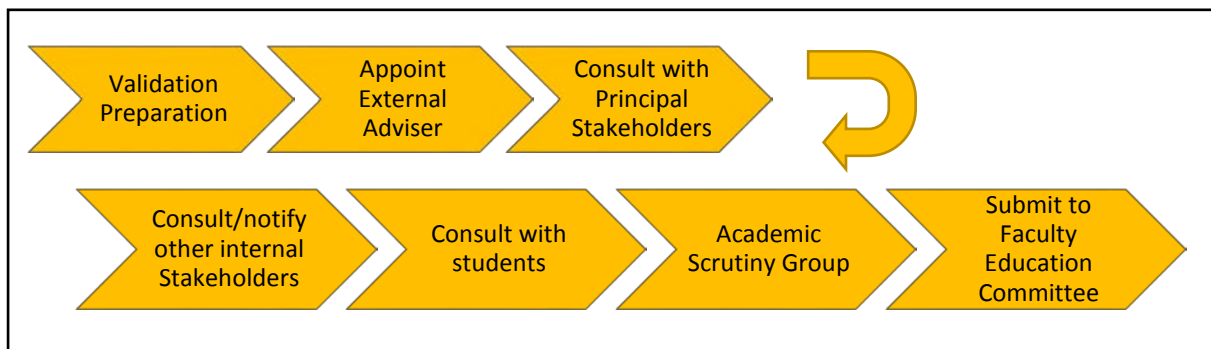 Validation
Preparation
Appoint
External
Adviser
Consult with
Principal
Stakeholders
Consult/notify
other internal
Stakeholders
Consult with
students
Academic
Scrutiny Group
Submit to
Faculty
Education
Committee